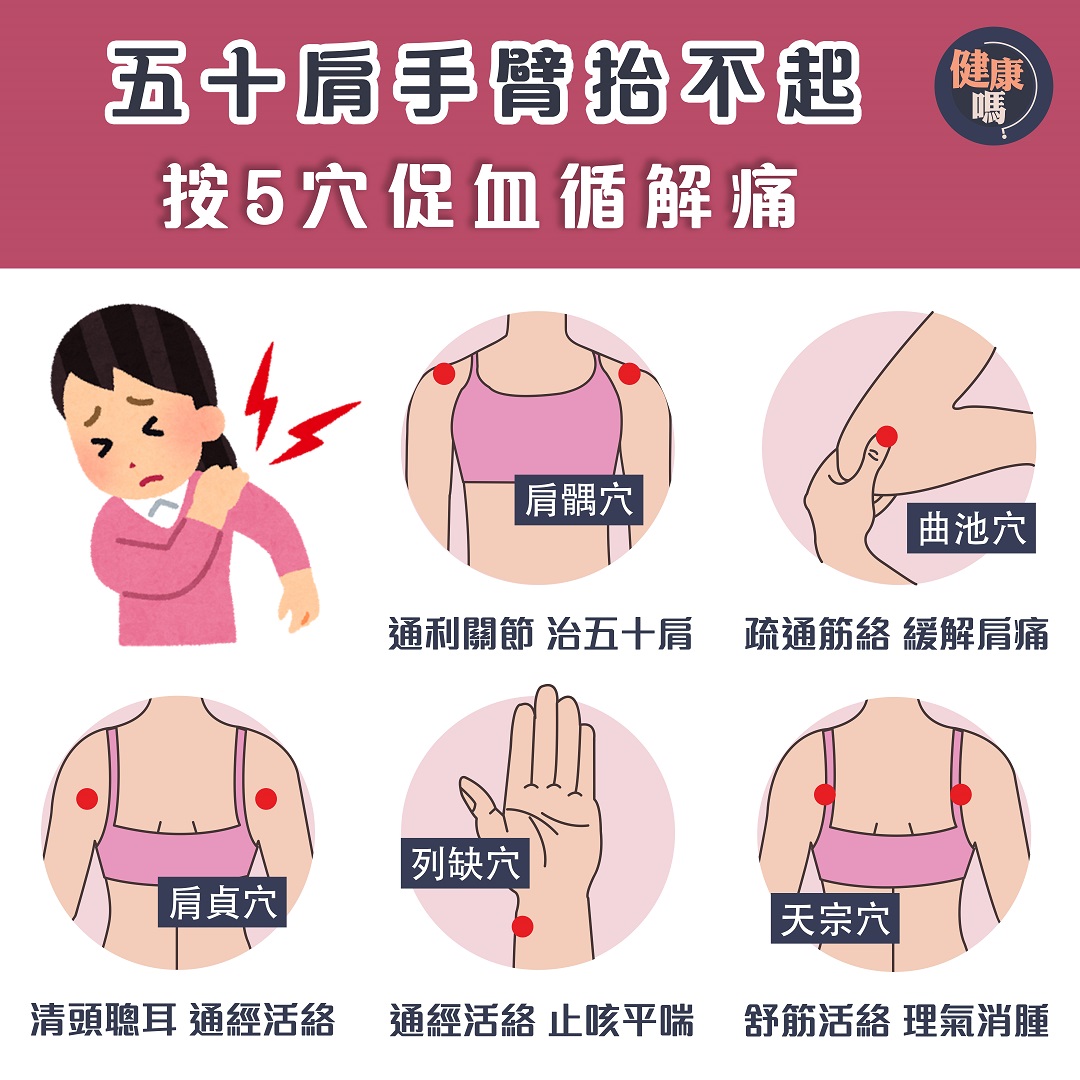 五十肩手臂抬不起
健康
嗎?
按5穴促血循解痛
肩髃穴
曲池穴
通利關節 治五十肩
疏通筋絡 緩解肩痛
肩貞穴
列缺穴
天宗穴
清頭聰耳 通經活絡
通經活絡 止咳平喘
舒筋活絡 理氣消腫